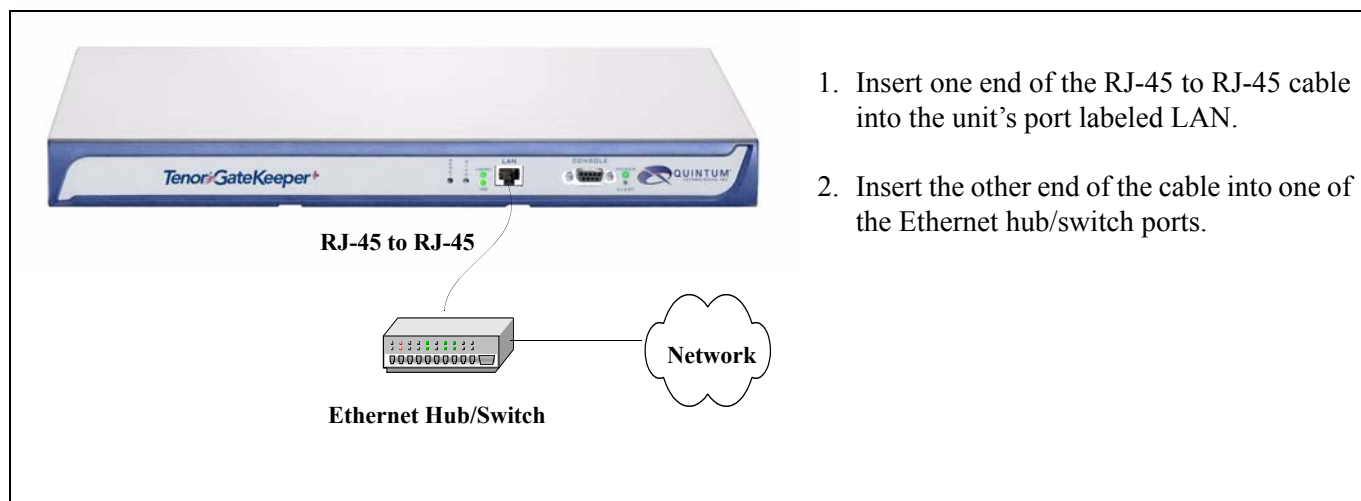 1. Insert one end of the RJ-45 to RJ-45 cable
into the unit’s port labeled LAN.
2. Insert the other end of the cable into one of
the Ethernet hub/switch ports.
Tenor GateKeeper
LAN
CONSOLE
POWER
QUINTUM
RJ-45 to RJ-45
Network
Ethernet Hub/Switch